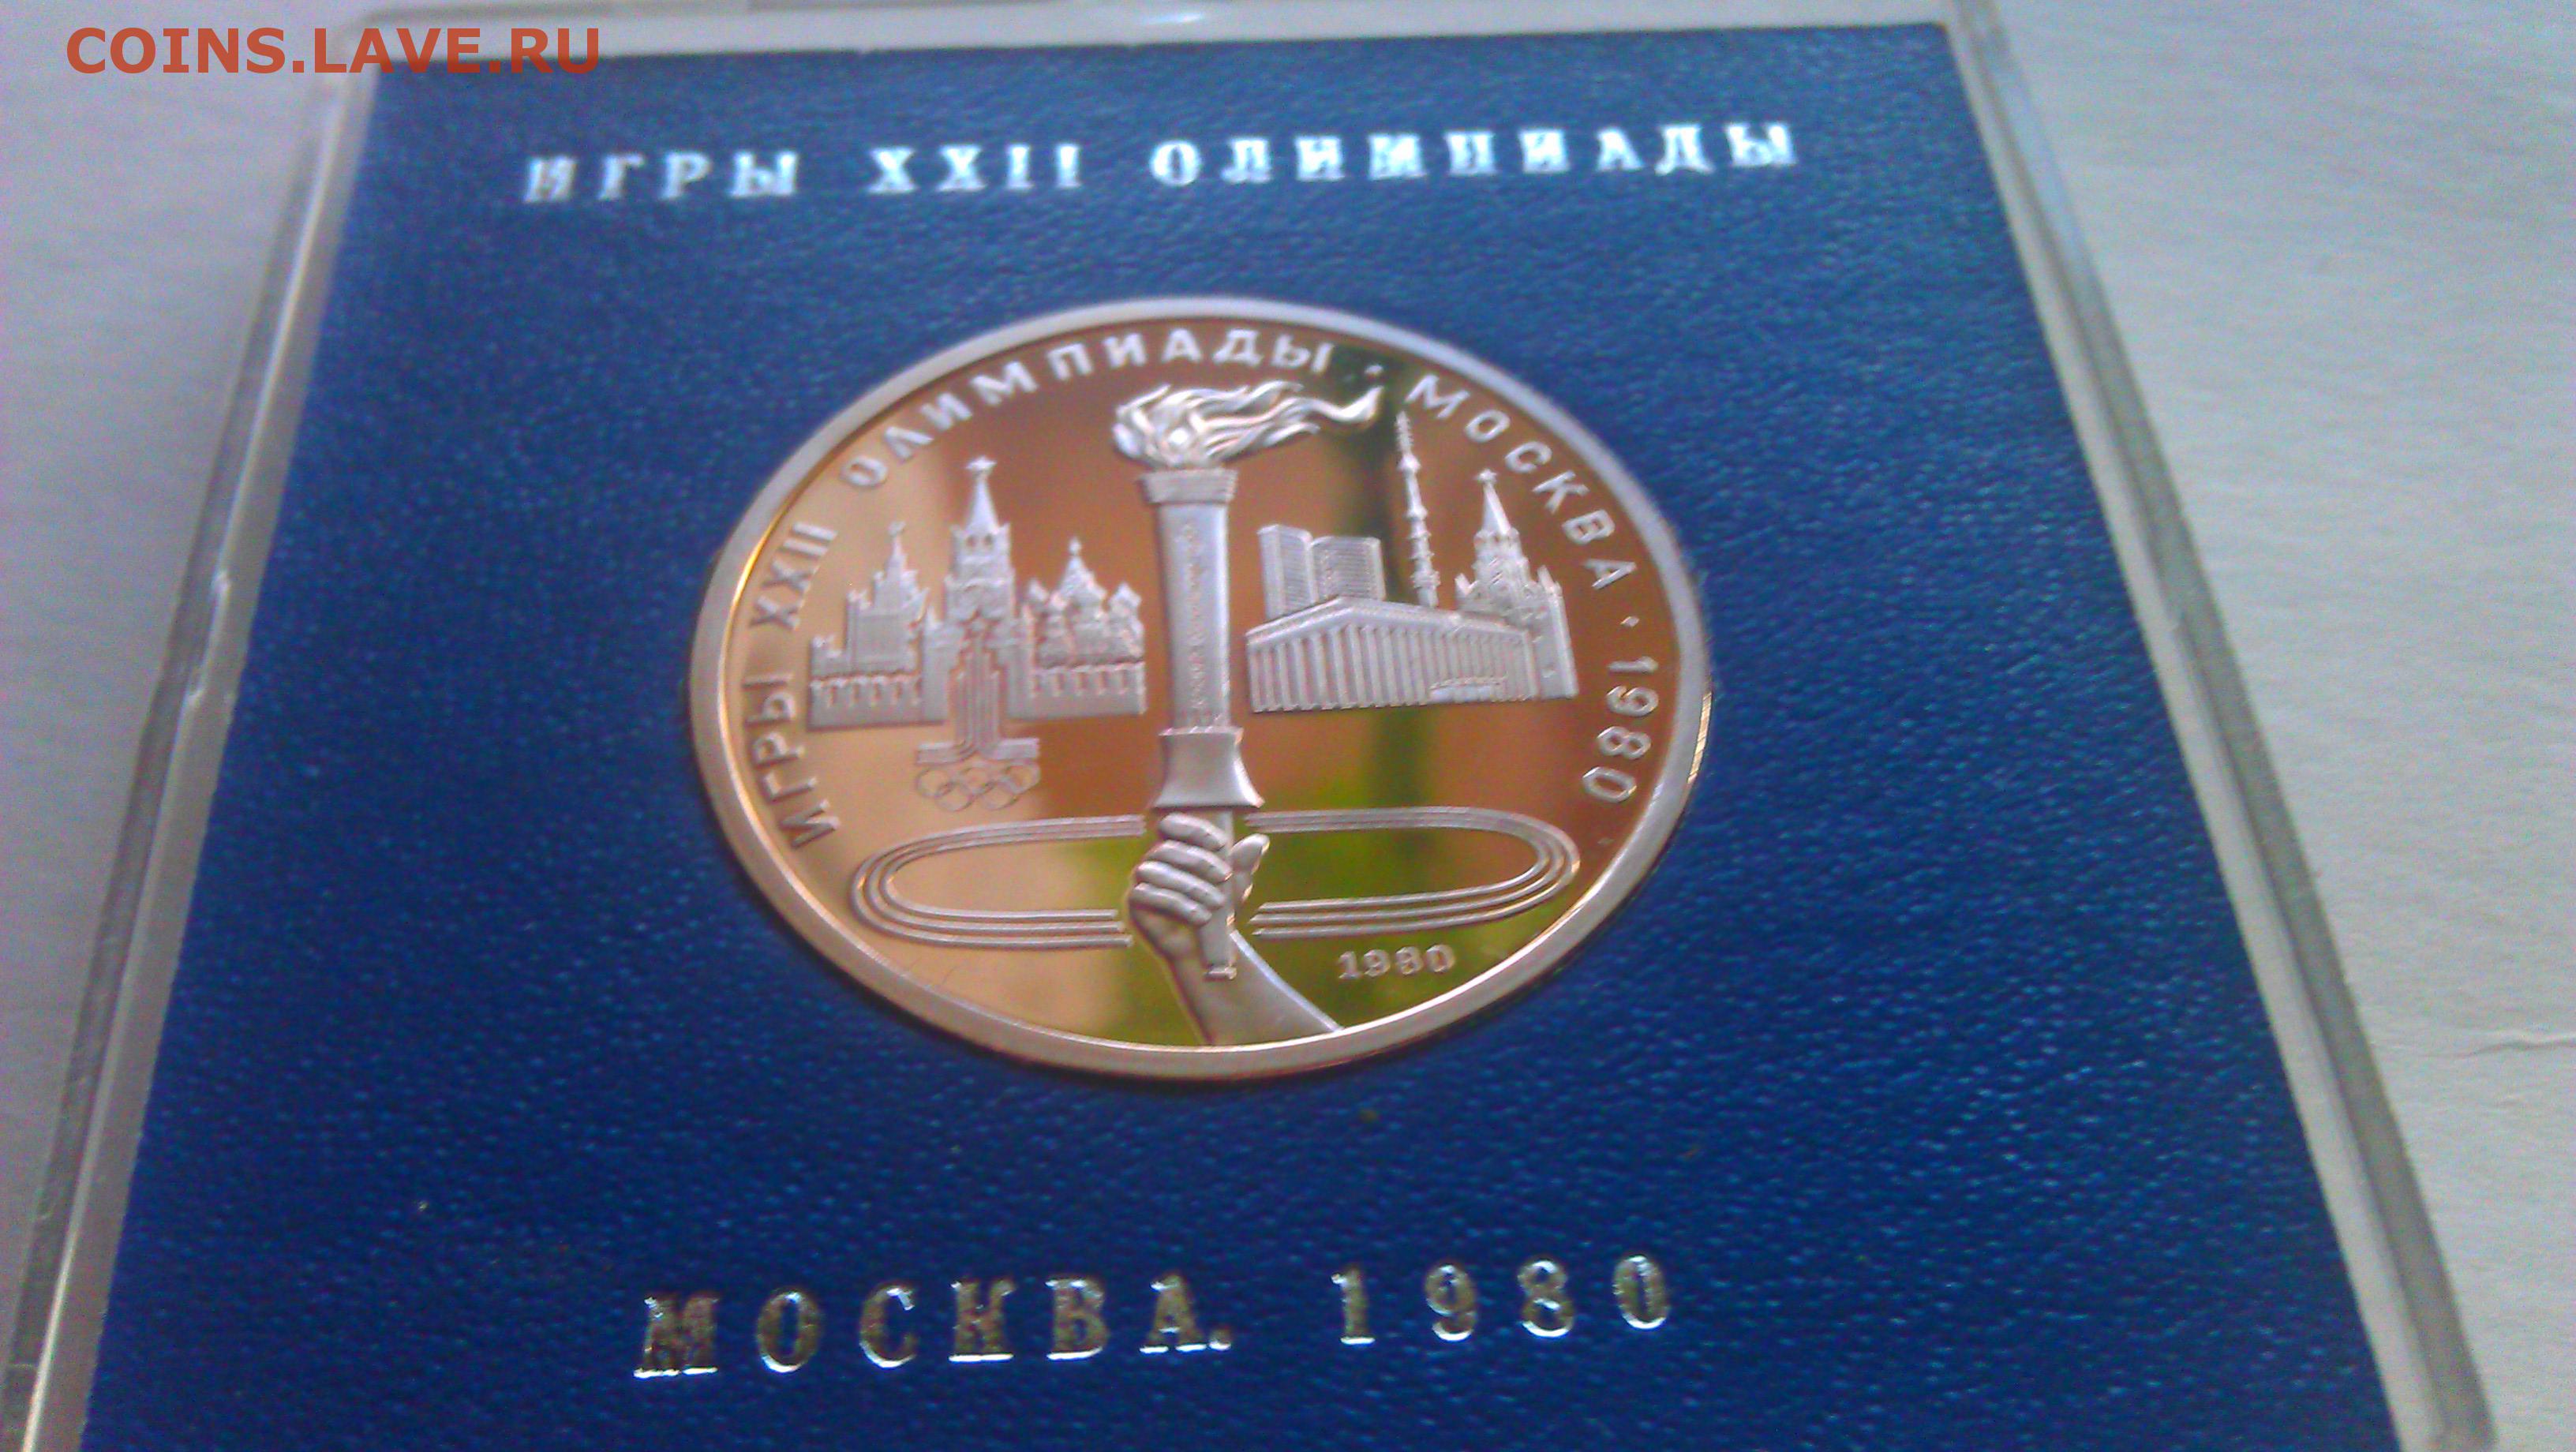 COINS.LAVE.RU
ИГРЫ XXII ОЛИМПИАДЫ
ИГРЫ XXII ОЛИМПИАДЫ · МОСКВА · 1980
1980
МОСКВА. 1980